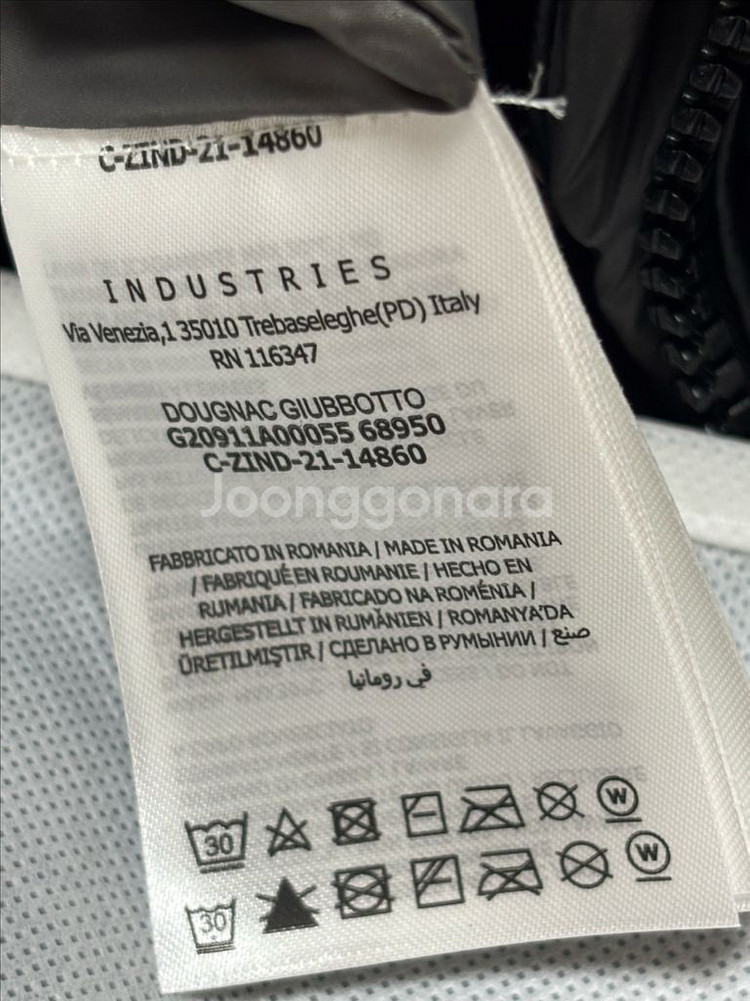 C-ZIND-21-14860
INDUSTRIES
Via Venezia,1 35010 Trebaseleghe(PD) Italy
RN 116347
DOUGNAC GIUBBOTTO
G20911A00055 68950
C-ZIND-21-14860
Joonggonara
FABBRICATO IN ROMANIA / MADE IN ROMANIA
/ FABRIQUÉ EN ROUMANIE / HECHO EN
RUMANIA / FABRICADO NA ROMÉNIA /
HERGESTELLT IN RUMÄNIEN / ROMANYA'DA
ÜRETILMIŞTIR / СДЕЛАНО В РУМЫНИИ / صنع
في رومانيا
30 W
30 W